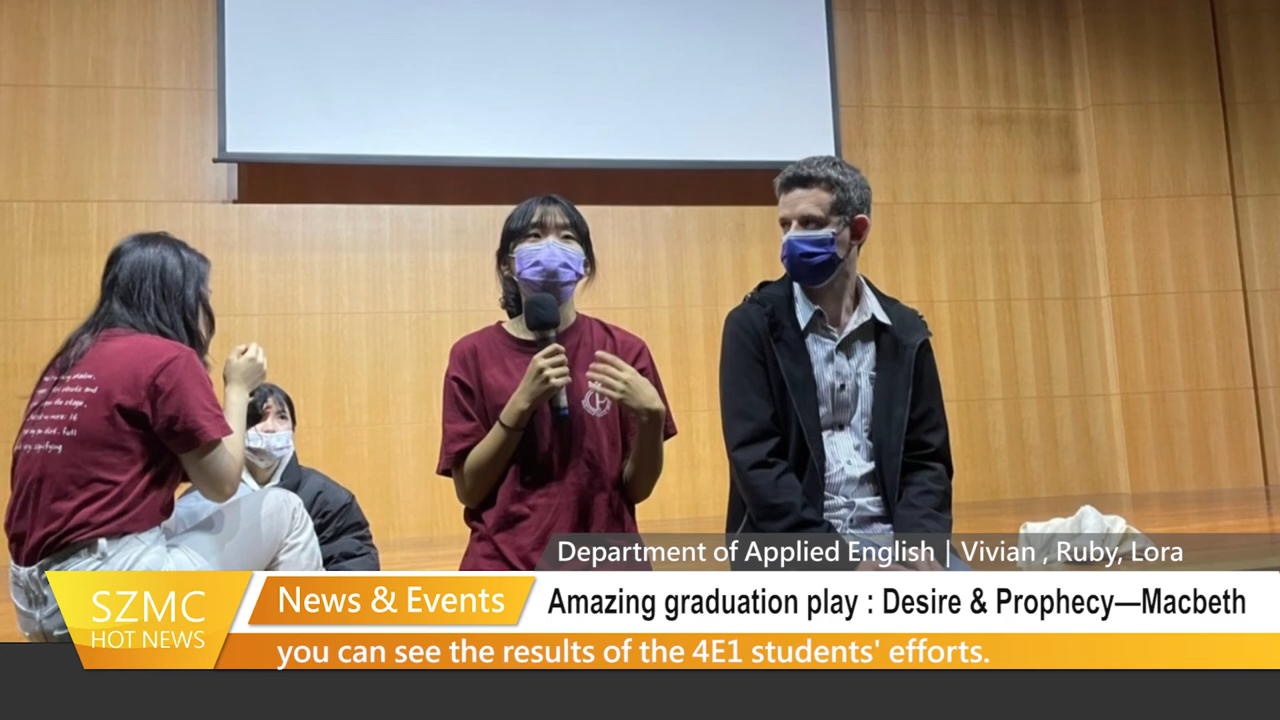 Department of Applied English | Vivian , Ruby, Lora
SZMC
HOT NEWS
News & Events
Amazing graduation play : Desire & Prophecy—Macbeth
you can see the results of the 4E1 students' efforts.